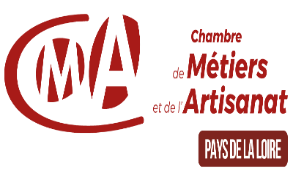 CMA
Chambre
de Métiers
et de l'Artisanat
PAYS DE LA LOIRE